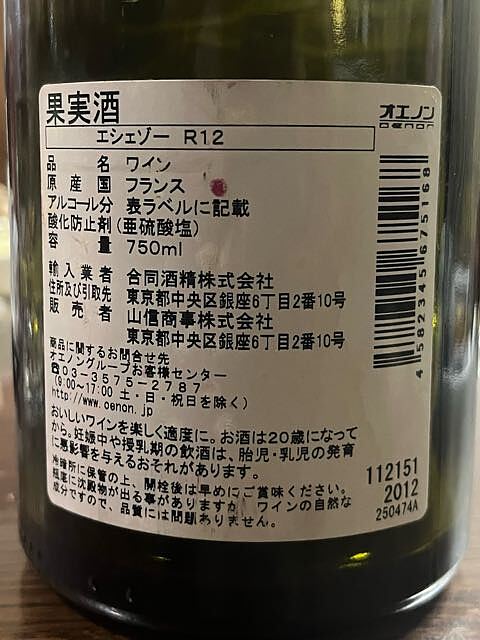 果実酒
オエノン
エシェゾー R12
品名 ワイン
原産国 フランス
アルコール分 表ラベルに記載
酸化防止剤(亜硫酸塩)
容量 750ml
輸入業者 合同酒精株式会社
住所及び引取先 東京都中央区銀座6丁目2番10号
販売者 山信商事株式会社
東京都中央区銀座6丁目2番10号
商品に関するお問合せ先
オエノングループお客様センター
☎03-3575-2787
(9:00~17:00 土・日・祝日を除く)
http://www.oenon.jp
おいしいワインを楽しく適度に。お酒は20歳になって
から。妊娠中や授乳期の飲酒は、胎児・乳児の発育
に悪影響を与えるおそれがあります。
冷暗所に保管の上、開栓後は早めにご賞味ください。
瓶底に沈殿物が出る事がありますが、ワインの自然な
成分ですので、品質には問題ありません。
4582345675168
112151
2012
250474A